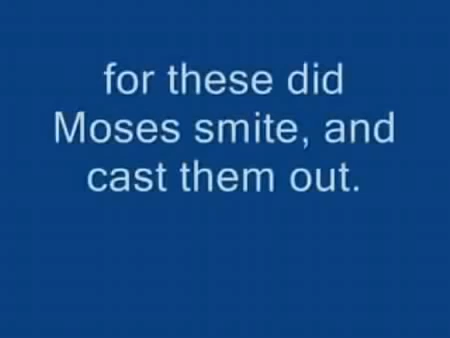 for these did
Moses smite, and
cast them out.